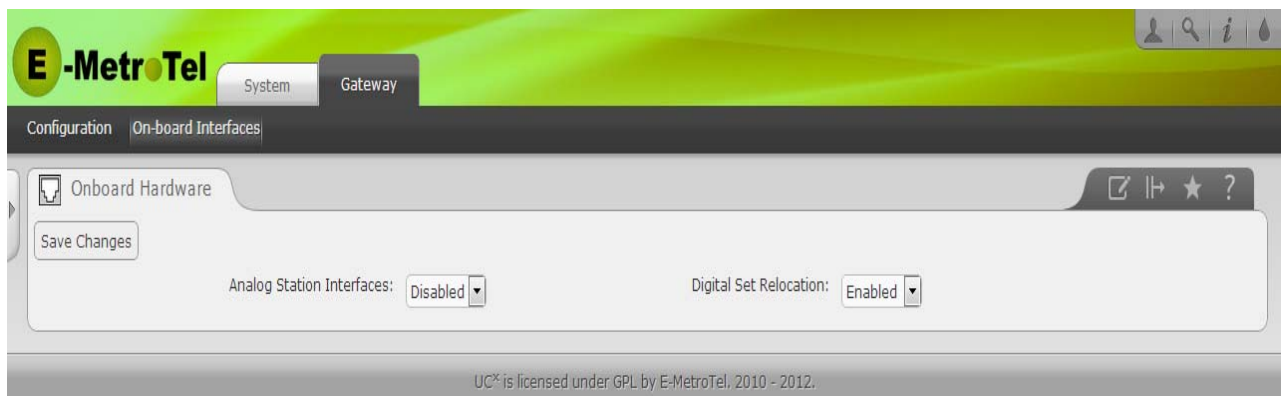 E-MetroTel
System Gateway
Configuration On-board Interfaces
Onboard Hardware
Save Changes
Analog Station Interfaces: Disabled Digital Set Relocation: Enabled
UCˣ is licensed under GPL by E-MetroTel, 2010 - 2012.